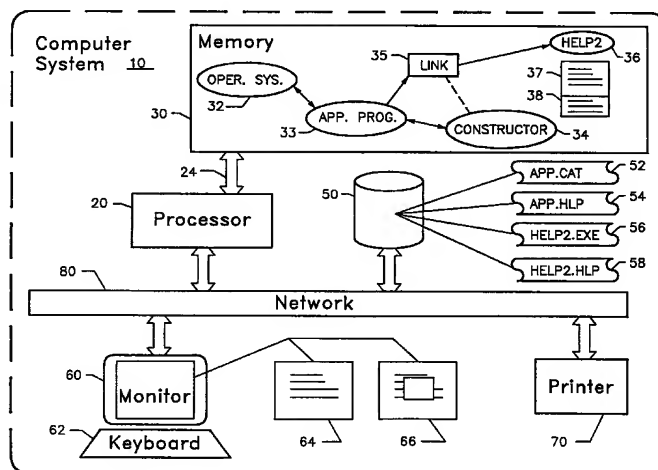 Computer
System 10
Memory
OPER. SYS.
32
APP. PROG.
33
35
LINK
HELP2
36
37
38
CONSTRUCTOR
34
30
24
20
Processor
50
APP.CAT
52
APP.HLP
54
HELP2.EXE
56
HELP2.HLP
58
80
Network
60
Monitor
62
Keyboard
64
66
Printer
70